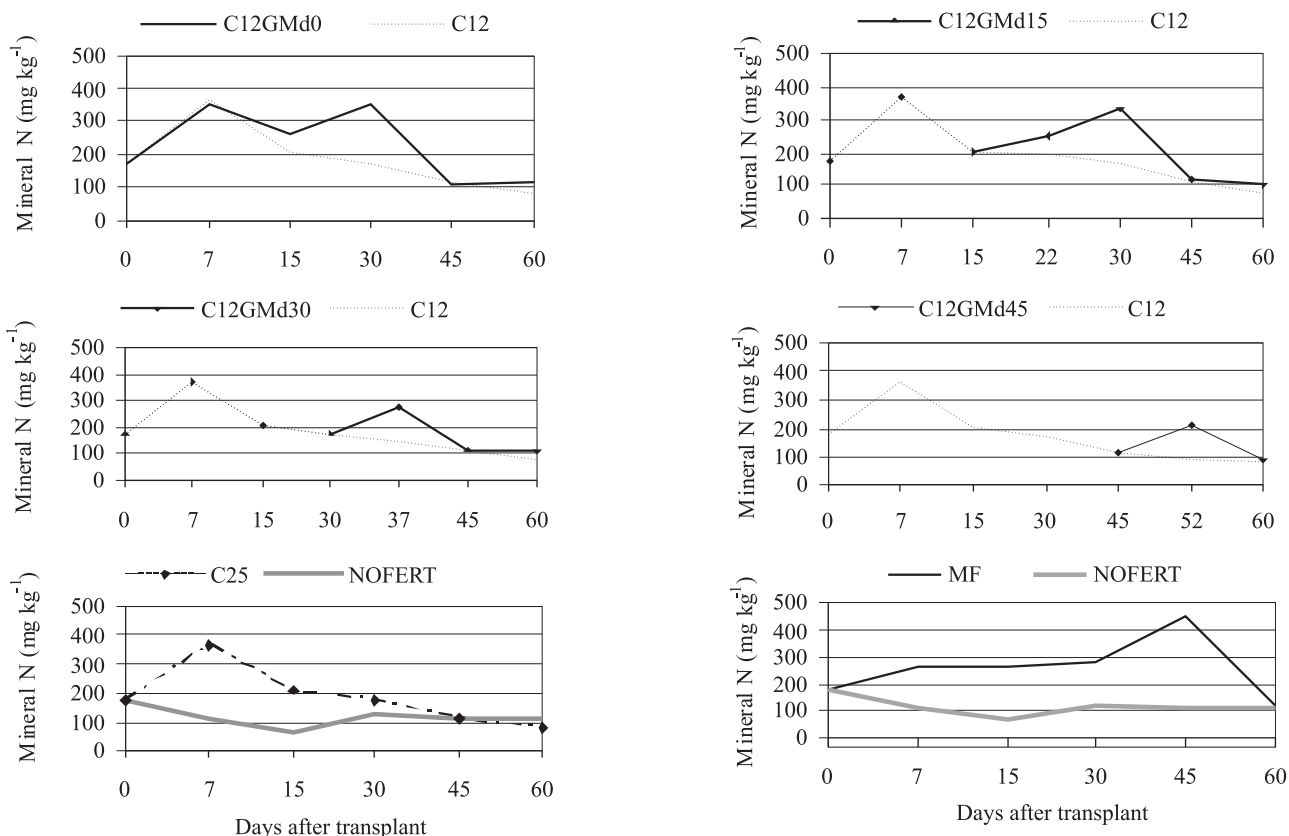 C12GMd0 C12
Mineral N (mg kg-1)
500
400
300
200
100
0
0 7 15 30 45 60
C12GMd15 C12
Mineral N (mg kg-1)
500
400
300
200
100
0
0 7 15 22 30 45 60
C12GMd30 C12
Mineral N (mg kg-1)
500
400
300
200
100
0
0 7 15 30 37 45 60
C12GMd45 C12
Mineral N (mg kg-1)
500
400
300
200
100
0
0 7 15 30 45 52 60
C25 NOFERT
Mineral N (mg kg-1)
500
400
300
200
100
0
0 7 15 30 45 60
Days after transplant
MF NOFERT
Mineral N (mg kg-1)
500
400
300
200
100
0
0 7 15 30 45 60
Days after transplant